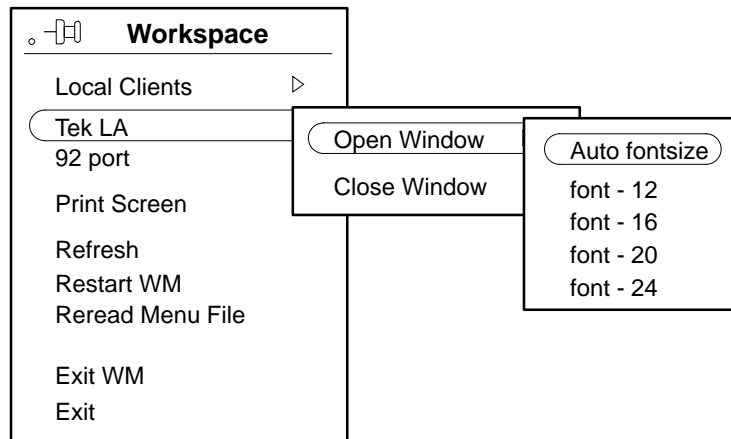 Workspace
Local Clients
Tek LA
92 port
Print Screen
Refresh
Restart WM
Reread Menu File
Exit WM
Exit
Open Window
Close Window
Auto fontsize
font - 12
font - 16
font - 20
font - 24